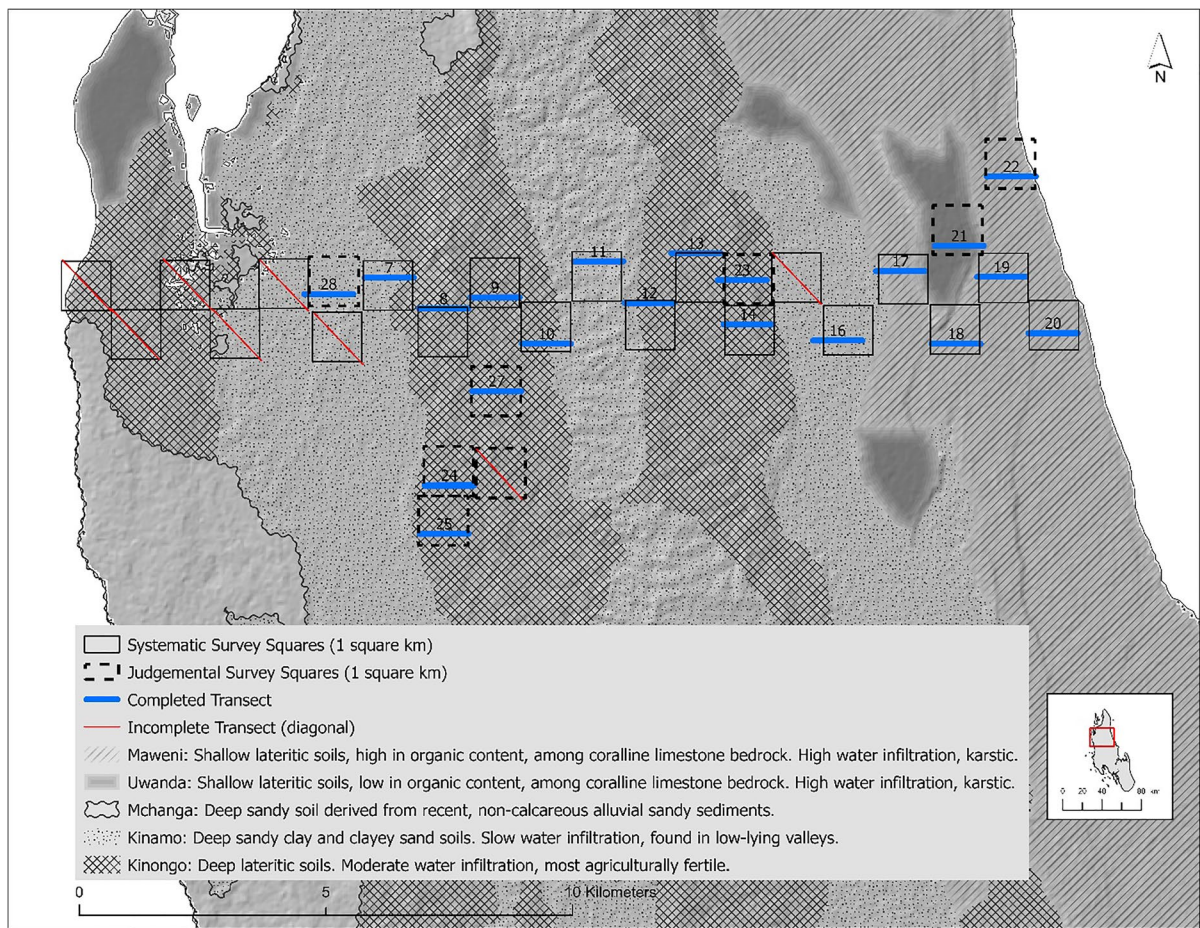 N
22
21
13
11
17
19
7
23
28
9
12
8
14
16
18
20
10
27
24
25
Systematic Survey Squares (1 square km)
Judgemental Survey Squares (1 square km)
Completed Transect
Incomplete Transect (diagonal)
Maweni: Shallow lateritic soils, high in organic content, among coralline limestone bedrock. High water infiltration, karstic.
Uwanda: Shallow lateritic soils, low in organic content, among coralline limestone bedrock. High water infiltration, karstic.
Mchanga: Deep sandy soil derived from recent, non-calcareous alluvial sandy sediments.
Kinamo: Deep sandy clay and clayey sand soils. Slow water infiltration, found in low-lying valleys.
Kinongo: Deep lateritic soils. Moderate water infiltration, most agriculturally fertile.
0 20 40 80 km
0 5 10 Kilometers